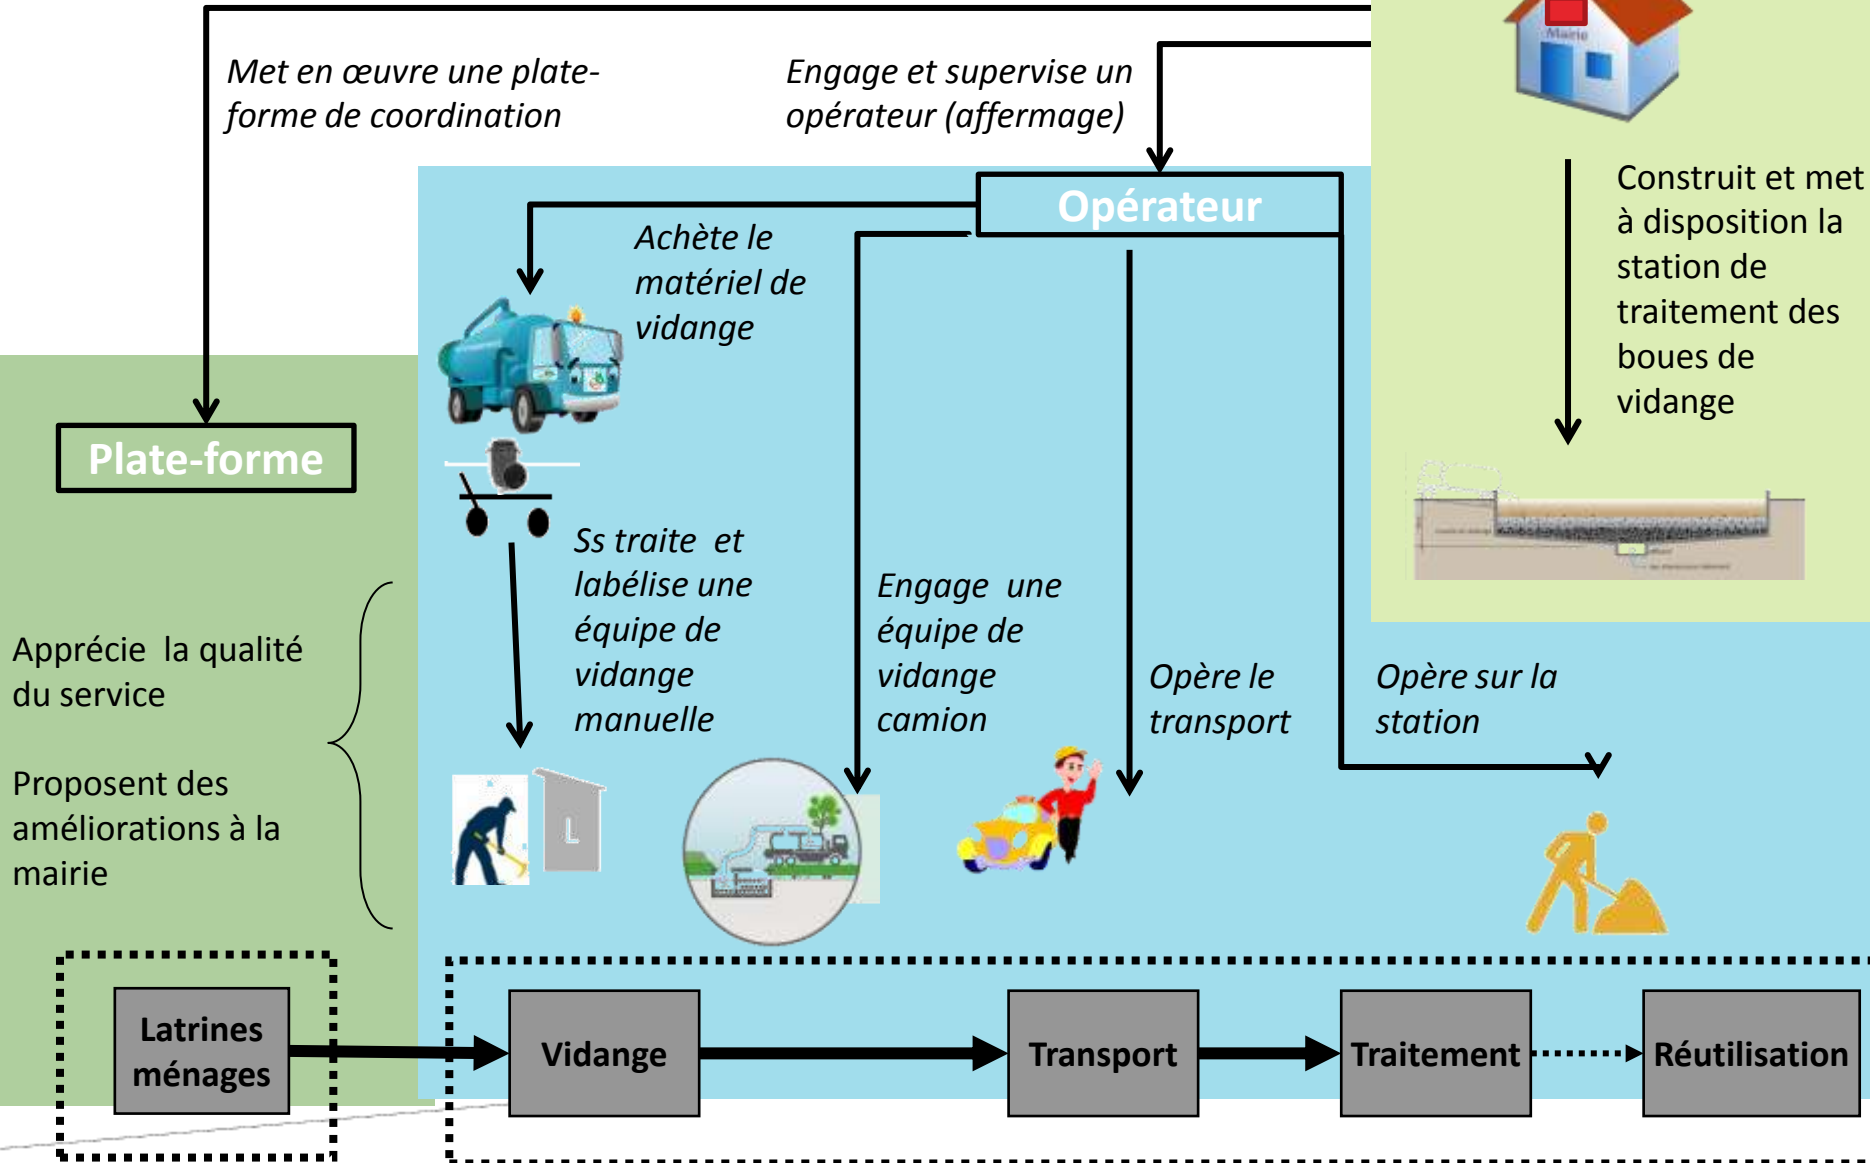 Mairie
Met en œuvre une plate-
forme de coordination
Engage et supervise un
opérateur (affermage)
Construit et met
à disposition la
station de
traitement des
boues de
vidange
Opérateur
Achète le
matériel de
vidange
Plate-forme
Ss traite et
labélise une
équipe de
vidange
manuelle
Engage une
équipe de
vidange
camion
Opère le
transport
Opère sur la
station
Apprécie la qualité
du service
Proposent des
améliorations à la
mairie
L
Latrines
ménages
Vidange
Transport
Traitement
Réutilisation